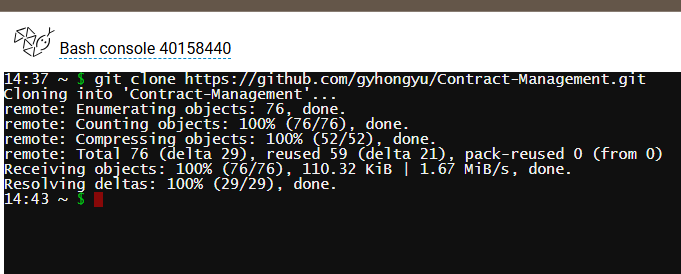 Bash console 40158440
14:37 ~ $ git clone https://github.com/gyhongyu/Contract-Management.git
Cloning into 'Contract-Management'...
remote: Enumerating objects: 76, done.
remote: Counting objects: 100% (76/76), done.
remote: Compressing objects: 100% (52/52), done.
remote: Total 76 (delta 29), reused 59 (delta 21), pack-reused 0 (from 0)
Receiving objects: 100% (76/76), 110.32 KiB | 1.67 MiB/s, done.
Resolving deltas: 100% (29/29), done.
14:43 ~ $